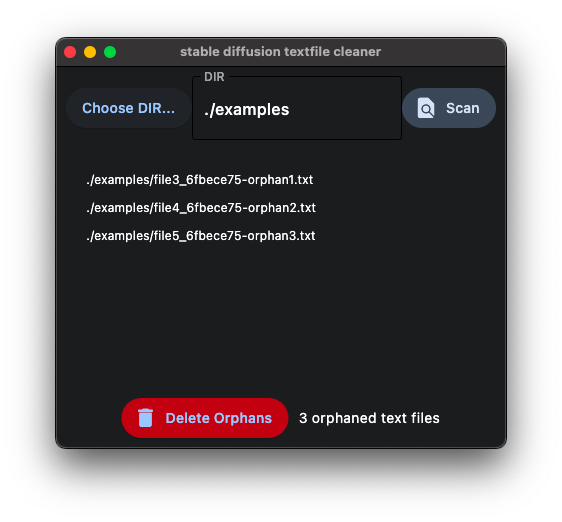 stable diffusion textfile cleaner
DIR
Choose DIR...
./examples
Scan
./examples/file3_6fbece75-orphan1.txt
./examples/file4_6fbece75-orphan2.txt
./examples/file5_6fbece75-orphan3.txt
Delete Orphans
3 orphaned text files